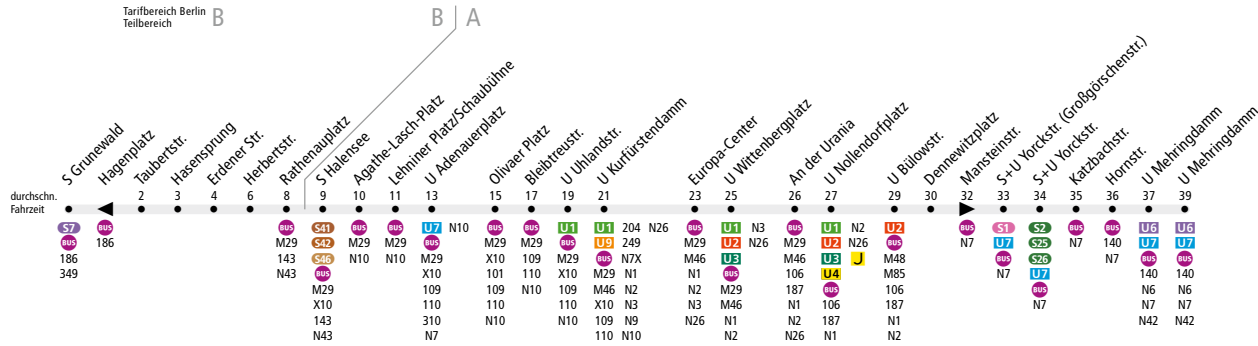 Tarifbereich Berlin
Teilbereich
B
B
A
S Grunewald
Hagenplatz
Taubertstr.
Hasensprung
Erdener Str.
Herbertstr.
Rathenauplatz
S Halensee
Agathe-Lasch-Platz
Lehniner Platz/Schaubühne
U Adenauerplatz
Olivaer Platz
Bleibtreustr.
U Uhlandstr.
U Kurfürstendamm
Europa-Center
U Wittenbergplatz
An der Urania
U Nollendorfplatz
U Bülowstr.
Dennewitzplatz
Mansteinstr.
S+U Yorckstr. (Großgörschenstr.)
S+U Yorckstr.
Katzbachstr.
Hornstr.
U Mehringdamm
U Mehringdamm
durchschn.
Fahrzeit
2 3 4 6 8 9 10 11 13 15 17 19 21 23 25 26 27 29 30 32 33 34 35 36 37 39
S7
BUS
186
349
BUS
186
BUS
M29
143
N43
S41
S42
S46
BUS
M29
X10
143
N43
BUS
M29
N10
BUS
M29
N10
U7 N10
BUS
M29
X10
109
110
310
N7
BUS
M29
X10
101
109
110
N10
BUS
M29
109
110
N10
U1
BUS
M29
X10
109
110
N10
U1 204 N26
U9 249
BUS N7X
M29 N1
M46 N2
X10 N3
109 N9
110 N10
BUS
M29
M46
N1
N2
N3
N26
U1 N3
U2 N26
U3
BUS
M29
M46
N1
N2
BUS
M29
M46
106
187
N1
N2
N26
U1 N2
U2 N26
U3 J
U4
BUS
106
187
N1
U2
BUS
M48
M85
106
187
N1
N2
BUS
N7
S1
U7
BUS
N7
S2
S25
S26
U7
BUS
N7
BUS
N7
BUS
140
N7
U6
U7
BUS
140
N6
N7
N42
U6
U7
BUS
140
N6
N7
N42